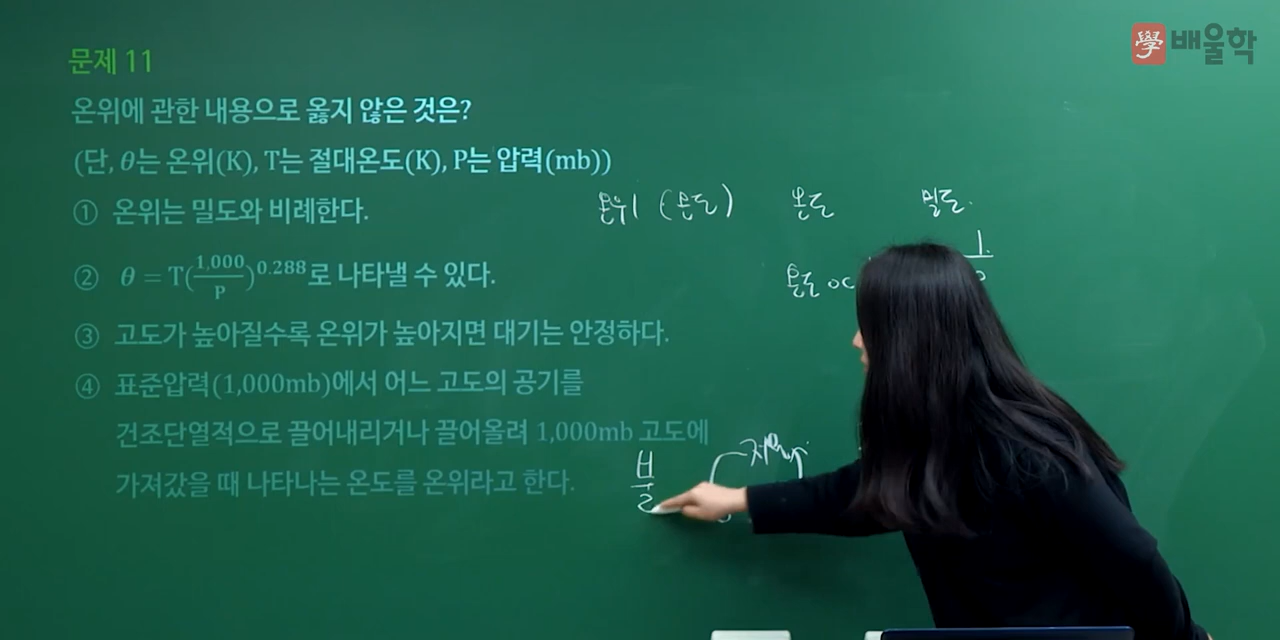 學 배울학
문제 11
온위에 관한 내용으로 옳지 않은 것은?
(단, θ는 온위(K), T는 절대온도(K), P는 압력(mb))
① 온위는 밀도와 비례한다.
온위 (온도) 온도 밀도.
② θ = T(1,000/P)^0.288로 나타낼 수 있다.
온도 ∝ 1
③ 고도가 높아질수록 온위가 높아지면 대기는 안정하다.
④ 표준압력(1,000mb)에서 어느 고도의 공기를
건조단열적으로 끌어내리거나 끌어올려 1,000mb 고도에
가져갔을 때 나타나는 온도를 온위라고 한다.
불